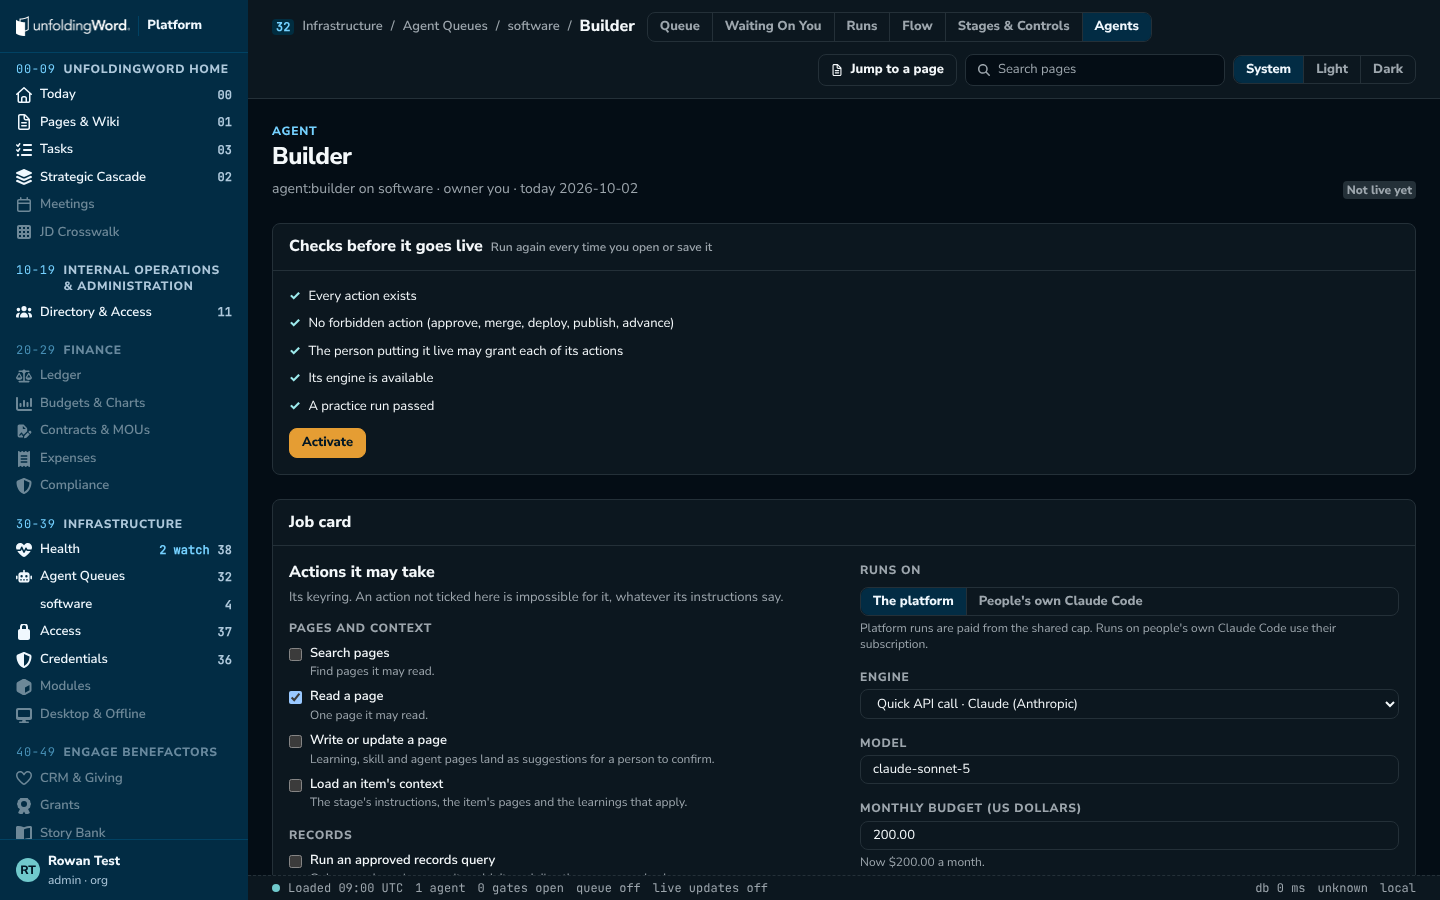 unfoldingWord Platform
00-09 UNFOLDINGWORD HOME
Today 00
Pages & Wiki 01
Tasks 03
Strategic Cascade 02
Meetings
JD Crosswalk
10-19 INTERNAL OPERATIONS
& ADMINISTRATION
Directory & Access 11
20-29 FINANCE
Ledger
Budgets & Charts
Contracts & MOUs
Expenses
Compliance
30-39 INFRASTRUCTURE
Health 2 watch 38
Agent Queues 32
software 4
Access 37
Credentials 36
Modules
Desktop & Offline
40-49 ENGAGE BENEFACTORS
CRM & Giving
Grants
Story Bank
RT Rowan Test
admin · org
32 Infrastructure / Agent Queues / software / Builder Queue Waiting On You Runs Flow Stages & Controls Agents
Jump to a page Search pages System Light Dark
AGENT
Builder
agent:builder on software · owner you · today 2026-10-02 Not live yet
Checks before it goes live Run again every time you open or save it
Every action exists
No forbidden action (approve, merge, deploy, publish, advance)
The person putting it live may grant each of its actions
Its engine is available
A practice run passed
Activate
Job card
Actions it may take
Its keyring. An action not ticked here is impossible for it, whatever its instructions say.
PAGES AND CONTEXT
Search pages
Find pages it may read.
Read a page
One page it may read.
Write or update a page
Learning, skill and agent pages land as suggestions for a person to confirm.
Load an item's context
The stage's instructions, the item's pages and the learnings that apply.
RECORDS
Run an approved records query
RUNS ON
The platform People's own Claude Code
Platform runs are paid from the shared cap. Runs on people's own Claude Code use their
subscription.
ENGINE
Quick API call · Claude (Anthropic)
MODEL
claude-sonnet-5
MONTHLY BUDGET (US DOLLARS)
200.00
Now $200.00 a month.
Loaded 09:00 UTC 1 agent 0 gates open queue off live updates off db 0 ms unknown local